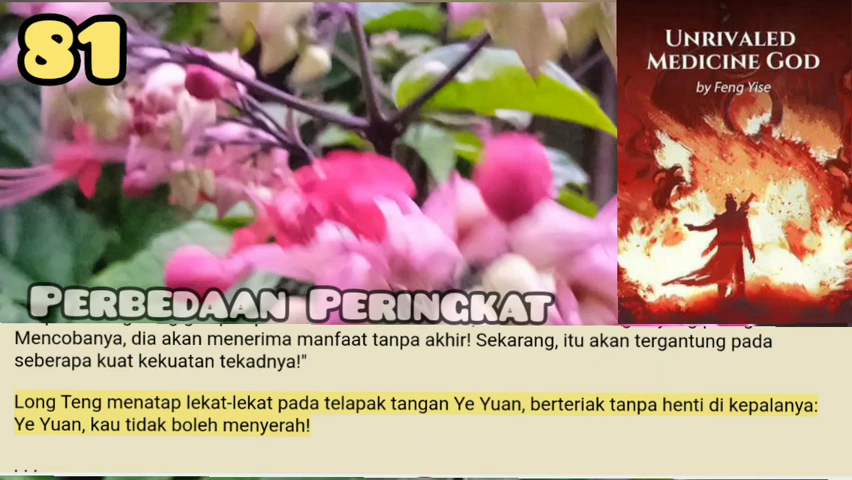 81
UNRIVALED
MEDICINE GOD
by Feng Yise
PERBEDAAN PERINGKAT
Mencobanya, dia akan menerima manfaat tanpa akhir! Sekarang, itu akan tergantung pada
seberapa kuat kekuatan tekadnya!"
Long Teng menatap lekat-lekat pada telapak tangan Ye Yuan, berteriak tanpa henti di kepalanya:
Ye Yuan, kau tidak boleh menyerah!
. . .